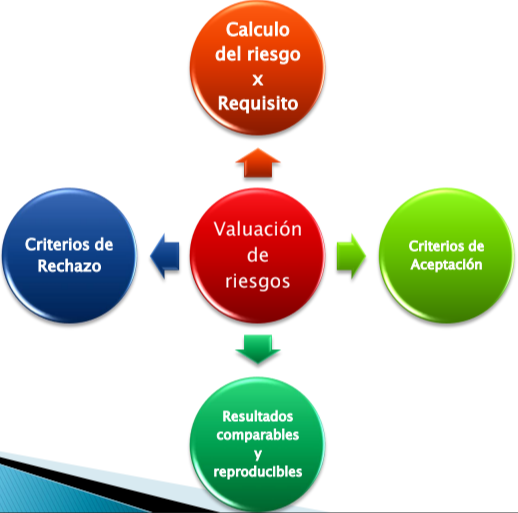 Calculo
del riesgo
x
Requisito
Criterios de
Rechazo
Valuación
de
riesgos
Criterios de
Aceptación
Resultados
comparables
y
reproducibles